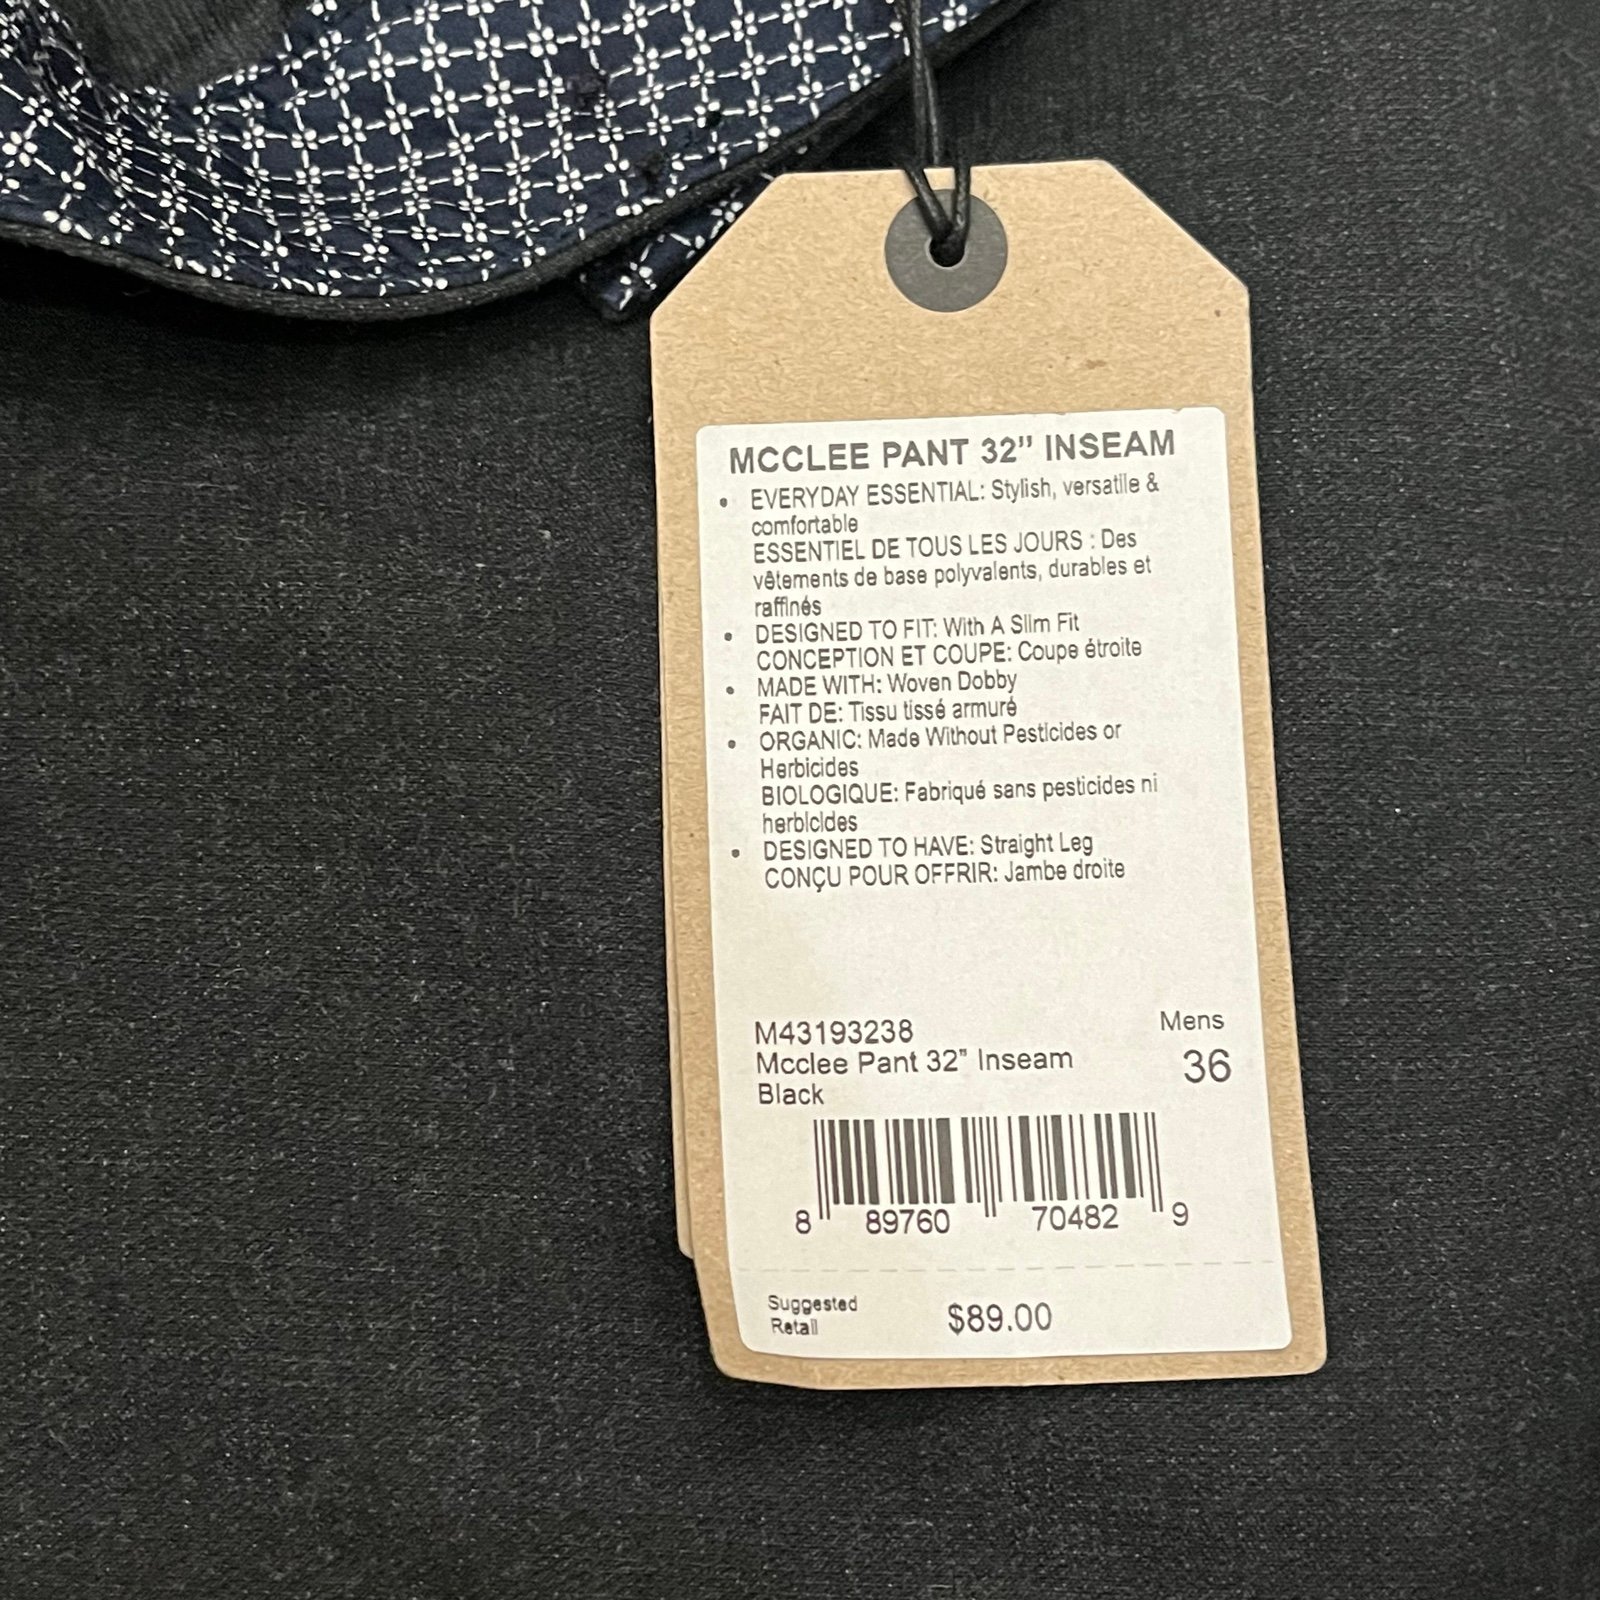 MCCLEE PANT 32" INSEAM
• EVERYDAY ESSENTIAL: Stylish, versatile &
comfortable
ESSENTIEL DE TOUS LES JOURS : Des
vêtements de base polyvalents, durables et
raffinés
• DESIGNED TO FIT: With A Slim Fit
CONCEPTION ET COUPE: Coupe étroite
• MADE WITH: Woven Dobby
FAIT DE: Tissu tissé armuré
• ORGANIC: Made Without Pesticides or
Herbicides
BIOLOGIQUE: Fabriqué sans pesticides ni
herbicides
• DESIGNED TO HAVE: Straight Leg
CONÇU POUR OFFRIR: Jambe droite
M43193238 Mens
Mcclee Pant 32" Inseam 36
Black
8 89760 70482 9
Suggested
Retail $89.00